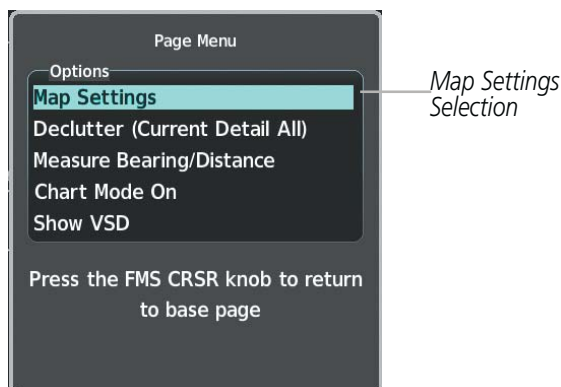 Page Menu
Options
Map Settings
Declutter (Current Detail All)
Measure Bearing/Distance
Chart Mode On
Show VSD
Press the FMS CRSR knob to return
to base page
Map Settings
Selection